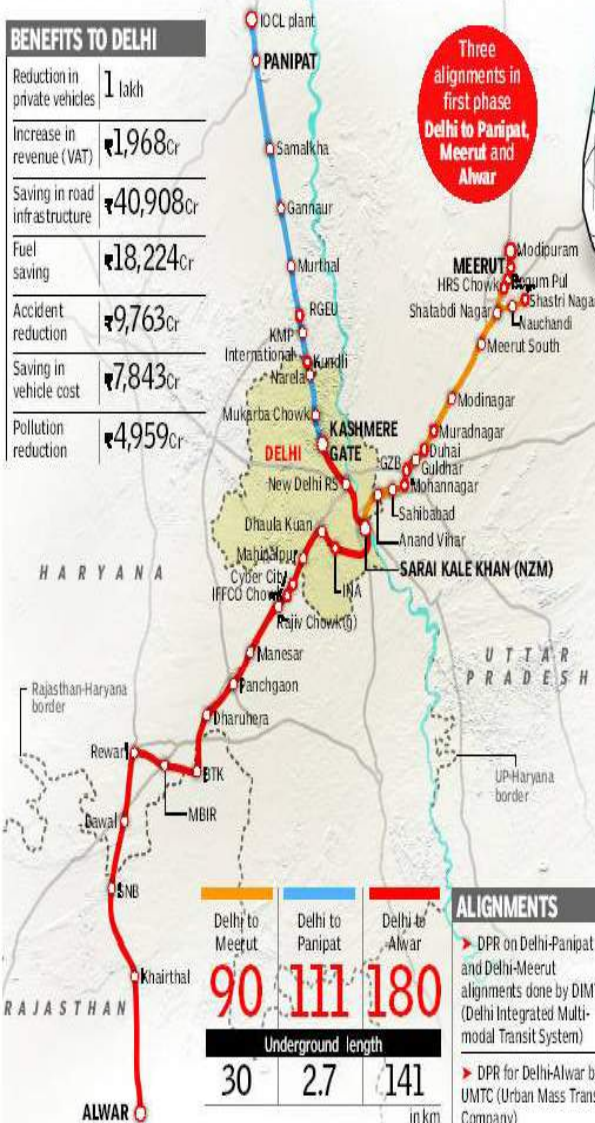 BENEFITS TO DELHI
Reduction in
private vehicles
1 lakh
Increase in
revenue (VAT)
₹1,968Cr
Saving in road
infrastructure
₹40,908Cr
Fuel
saving
₹18,224Cr
Accident
reduction
₹9,763Cr
Saving in
vehicle cost
₹7,843Cr
Pollution
reduction
₹4,959Cr
Three
alignments in
first phase
Delhi to Panipat,
Meerut and
Alwar
IOCL plant
PANIPAT
Samalkha
Gannaur
Murthal
RGEU
KMP
International
Kundli
Narela
Mukarba Chowk
KASHMERE
GATE
DELHI
New Delhi RS
Modipuram
MEERUT
Begum Pul
HRS Chowk
Shastri Nagar
Shatabdi Nagar
Nauchandi
Meerut South
Modinagar
Muradnagar
Duhai
GZB
Guldhar
Mohannagar
Sahibabad
Anand Vihar
SARAI KALE KHAN (NZM)
Dhaula Kuan
INA
Mahipalpur
Cyber City
IFFCO Chowk
Rajiv Chowk(g)
Manesar
Panchgaon
Dharuhera
BTK
MBIR
Rewari
Bawal
SNB
Khairthal
ALWAR
HARYANA
UTTAR
PRADESH
RAJASTHAN
Rajasthan-Haryana
border
UP-Haryana
border
Delhi to
Meerut
Delhi to
Panipat
Delhi to
Alwar
90 111 180
Underground length
30 2.7 141
in km
ALIGNMENTS
➤ DPR on Delhi-Panipat
and Delhi-Meerut
alignments done by
(Delhi Integrated Multi-
modal Transit System)
➤ DPR for Delhi-Alwar
UMTC (Urban Mass
Company)